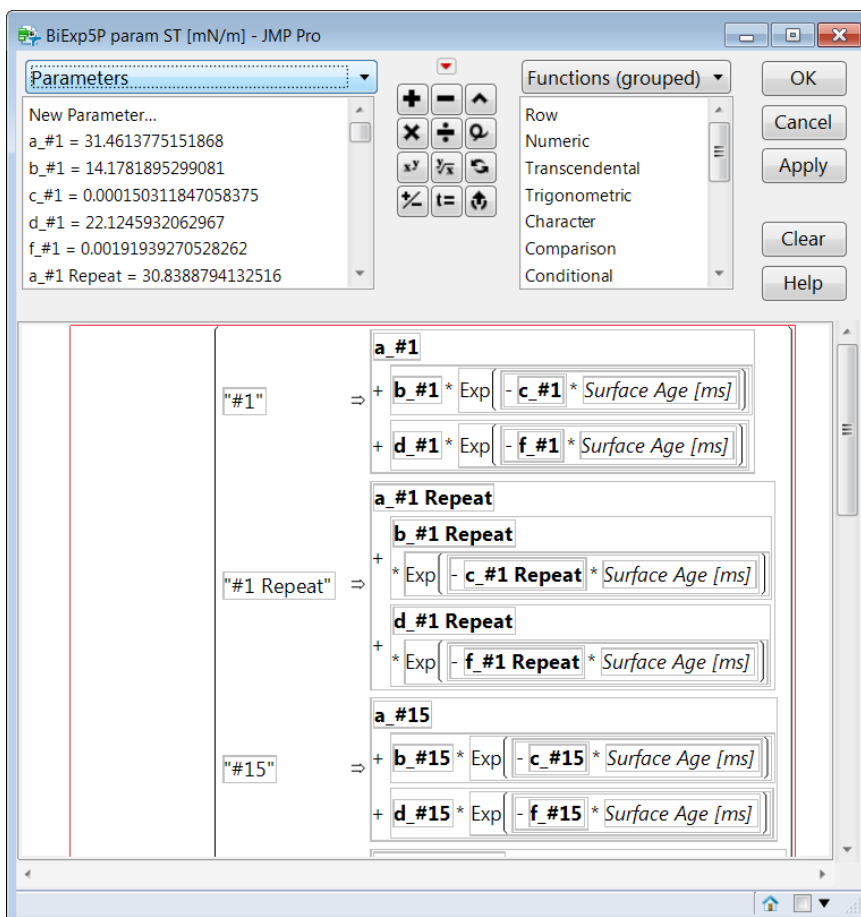 BiExp5P param ST [mN/m] - JMP Pro
Parameters
New Parameter...
a_#1 = 31.4613775151868
b_#1 = 14.1781895299081
c_#1 = 0.000150311847058375
d_#1 = 22.1245932062967
f_#1 = 0.00191939270528262
a_#1 Repeat = 30.8388794132516
Functions (grouped)
Row
Numeric
Transcendental
Trigonometric
Character
Comparison
Conditional
OK
Cancel
Apply
Clear
Help
"#1" ⇒
a_#1
+ b_#1 * Exp( - c_#1 * Surface Age [ms] )
+ d_#1 * Exp( - f_#1 * Surface Age [ms] )
"#1 Repeat" ⇒
a_#1 Repeat
+ b_#1 Repeat
* Exp( - c_#1 Repeat * Surface Age [ms] )
+ d_#1 Repeat
* Exp( - f_#1 Repeat * Surface Age [ms] )
"#15" ⇒
a_#15
+ b_#15 * Exp( - c_#15 * Surface Age [ms] )
+ d_#15 * Exp( - f_#15 * Surface Age [ms] )